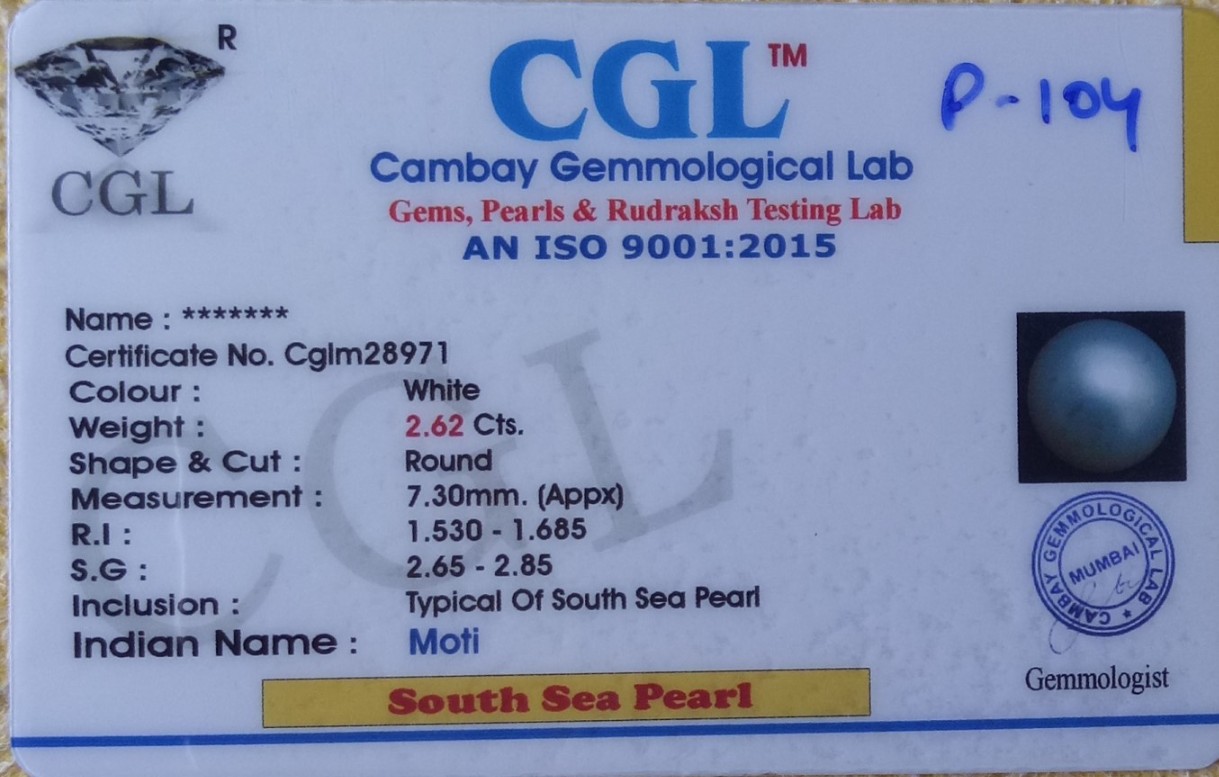 R
CGL
CGL™
P-104
Cambay Gemmological Lab
Gems, Pearls & Rudraksh Testing Lab
AN ISO 9001:2015
Name : *******
Certificate No. Cglm28971
Colour : White
Weight : 2.62 Cts.
Shape & Cut : Round
Measurement : 7.30mm. (Appx)
R.I : 1.530 - 1.685
S.G : 2.65 - 2.85
Inclusion : Typical Of South Sea Pearl
Indian Name : Moti
South Sea Pearl
CGL
CAMBAY GEMMOLOGICAL LAB
MUMBAI
Gemmologist